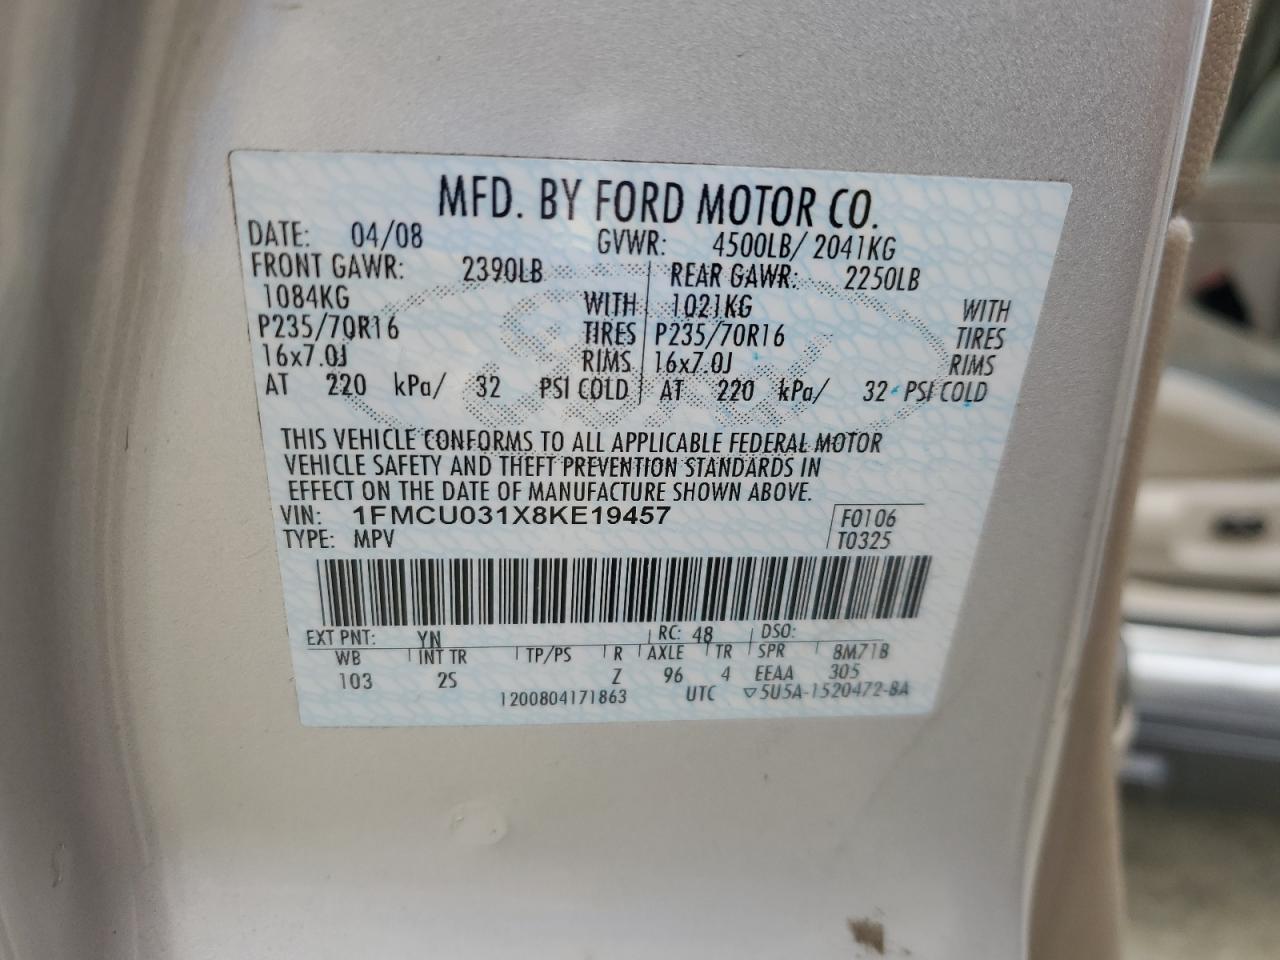 MFD. BY FORD MOTOR CO.
DATE: 04/08 GVWR: 4500LB/ 2041KG
FRONT GAWR: 2390LB REAR GAWR: 2250LB
1084KG WITH 1021KG WITH
P235/70R16 TIRES P235/70R16 TIRES
16x7.0J RIMS 16x7.0J RIMS
AT 220 kPa/ 32 PSI COLD AT 220 kPa/ 32 PSI COLD
THIS VEHICLE CONFORMS TO ALL APPLICABLE FEDERAL MOTOR
VEHICLE SAFETY AND THEFT PREVENTION STANDARDS IN
EFFECT ON THE DATE OF MANUFACTURE SHOWN ABOVE.
VIN: 1FMCU031X8KE19457 F0106
TYPE: MPV T0325
EXT PNT: YN RC: 48 DSO:
WB INT TR TP/PS R AXLE TR SPR 8M71B
103 2S Z 96 4 EEAA 305
1200804171863 UTC ▽5U5A-1520472-BA